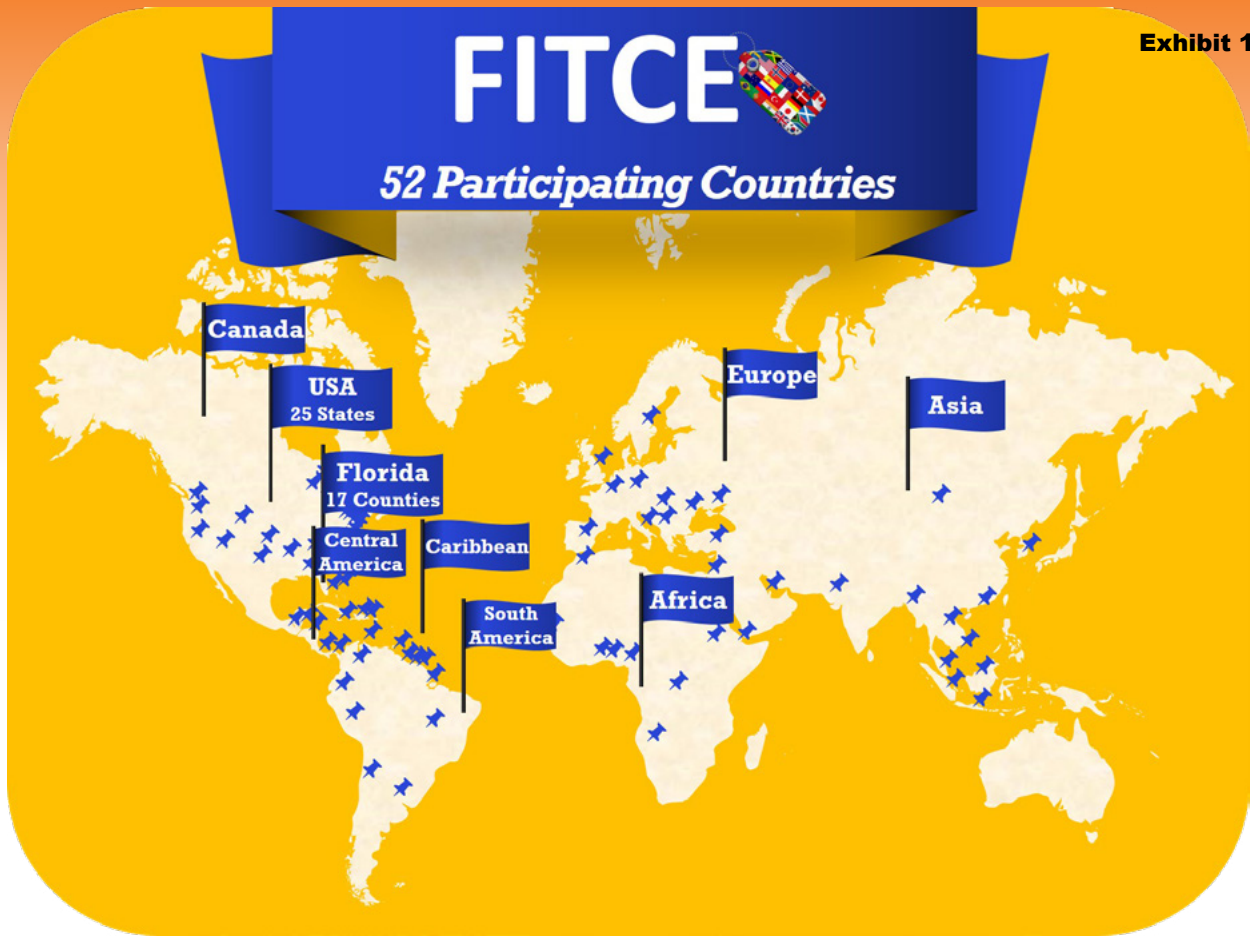 Exhibit 1
FITCE
52 Participating Countries
Canada
USA
25 States
Europe
Asia
Florida
17 Counties
Central
America
Caribbean
Africa
South
America